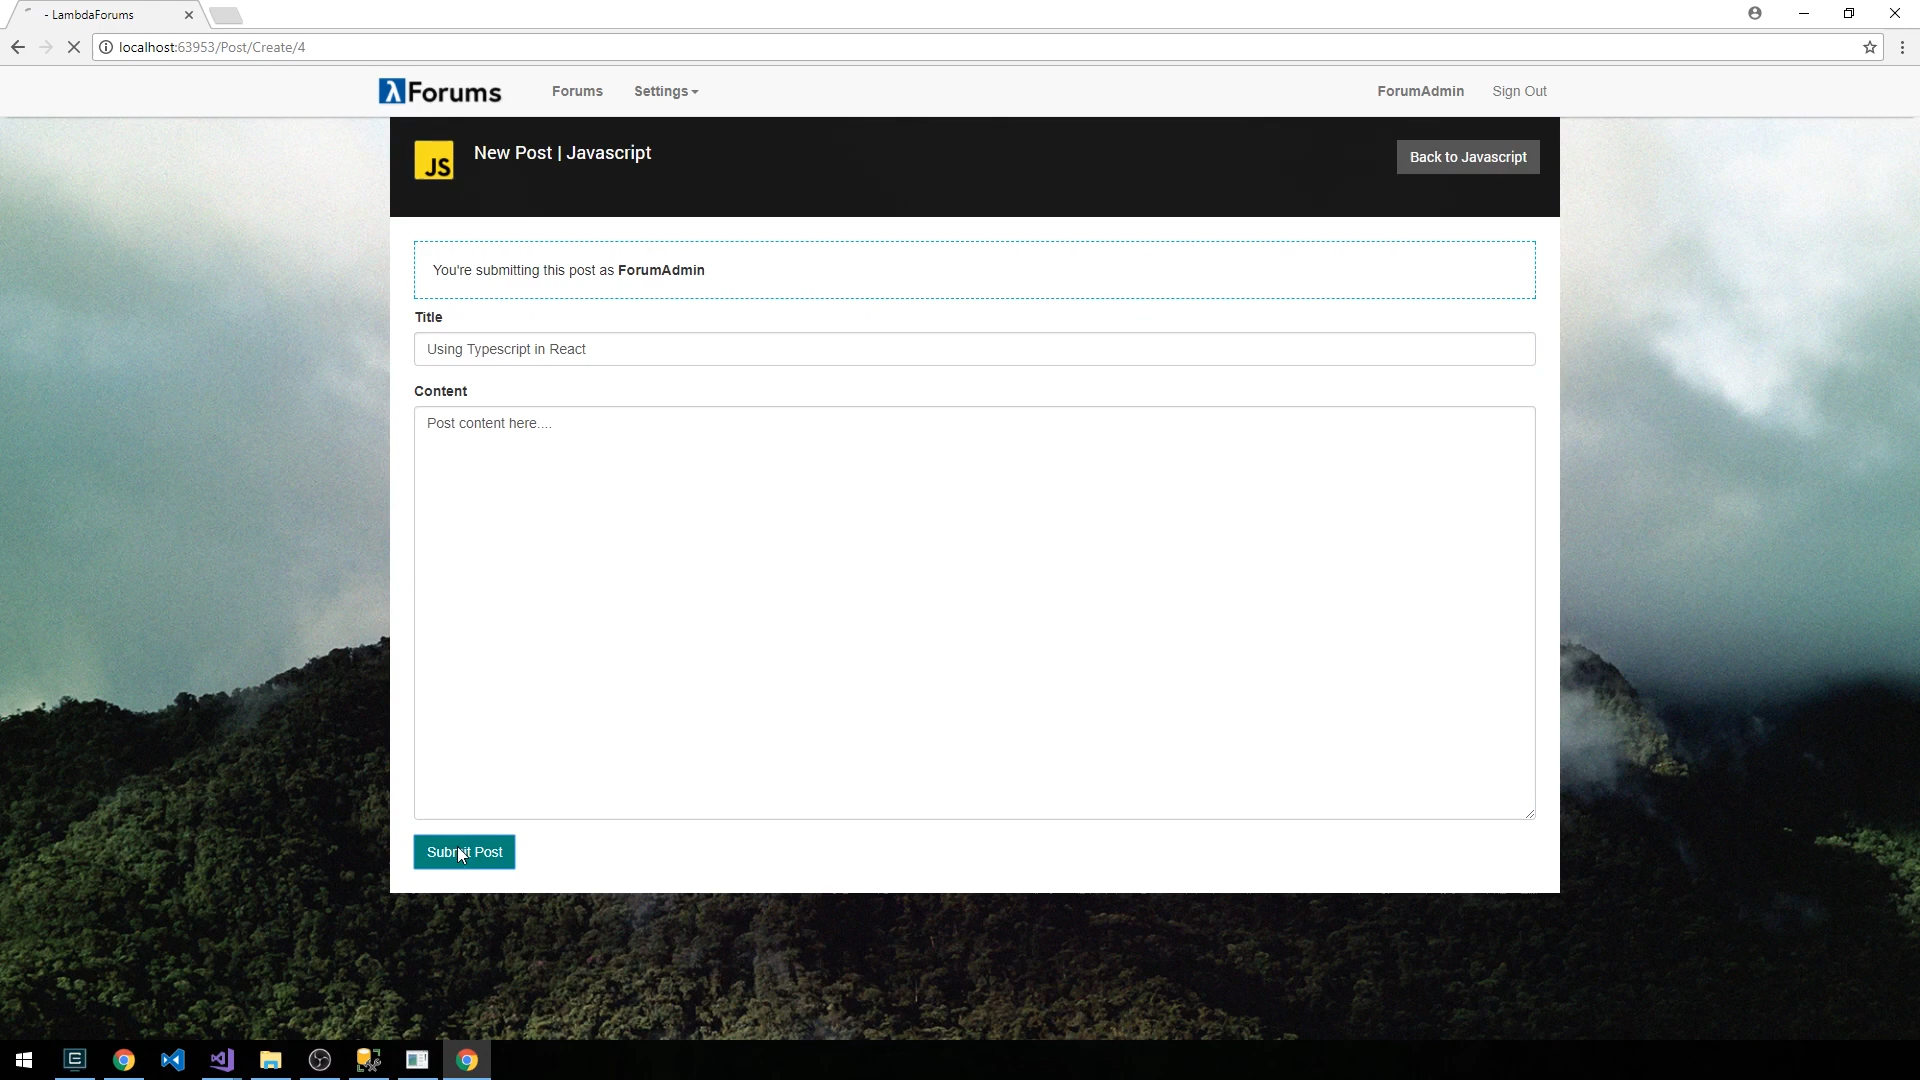 - LambdaForums
localhost:63953/Post/Create/4
λForums
Forums
Settings
ForumAdmin
Sign Out
JS
New Post | Javascript
Back to Javascript
You're submitting this post as ForumAdmin
Title
Using Typescript in React
Content
Post content here....
Submit Post